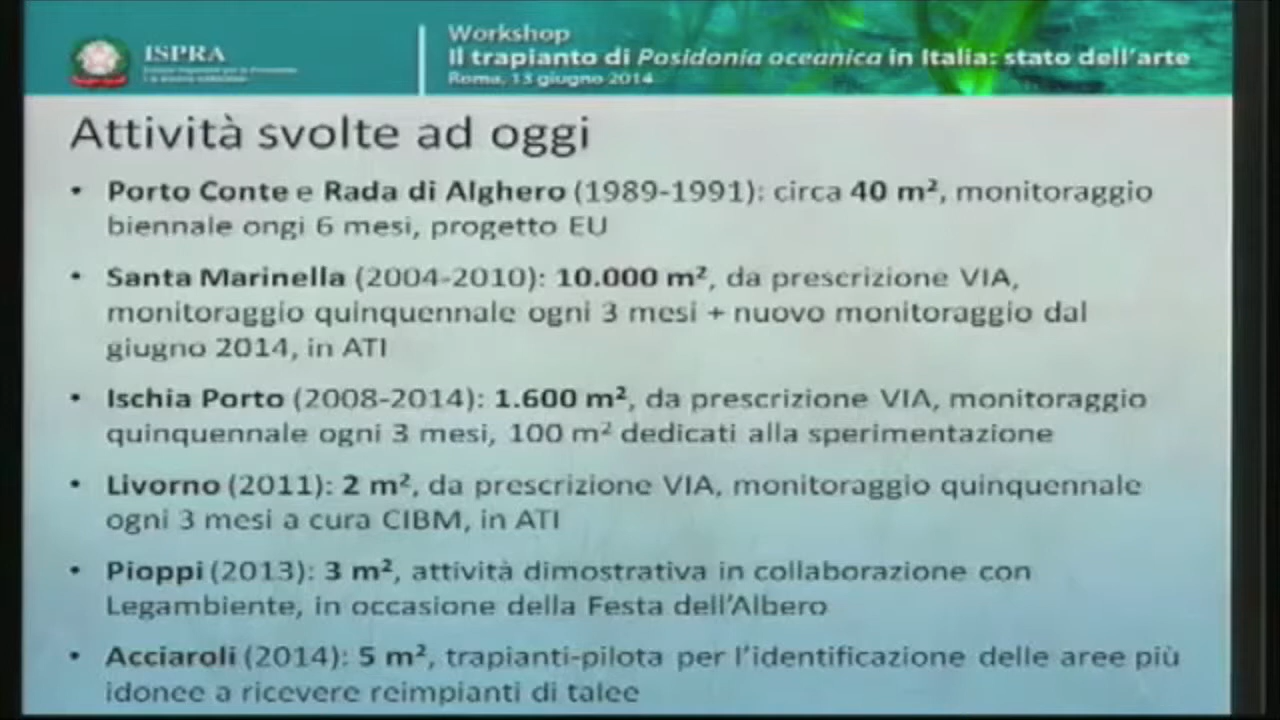 ISPRA
Workshop
Il trapianto di Posidonia oceanica in Italia: stato dell'arte
Roma, 13 giugno 2014
Attività svolte ad oggi
• Porto Conte e Rada di Alghero (1989-1991): circa 40 m², monitoraggio
biennale ongi 6 mesi, progetto EU
• Santa Marinella (2004-2010): 10.000 m², da prescrizione VIA,
monitoraggio quinquennale ogni 3 mesi + nuovo monitoraggio dal
giugno 2014, in ATI
• Ischia Porto (2008-2014): 1.600 m², da prescrizione VIA, monitoraggio
quinquennale ogni 3 mesi, 100 m² dedicati alla sperimentazione
• Livorno (2011): 2 m², da prescrizione VIA, monitoraggio quinquennale
ogni 3 mesi a cura CIBM, in ATI
• Pioppi (2013): 3 m², attività dimostrativa in collaborazione con
Legambiente, in occasione della Festa dell'Albero
• Acciaroli (2014): 5 m², trapianti-pilota per l'identificazione delle aree più
idonee a ricevere reimpianti di talee